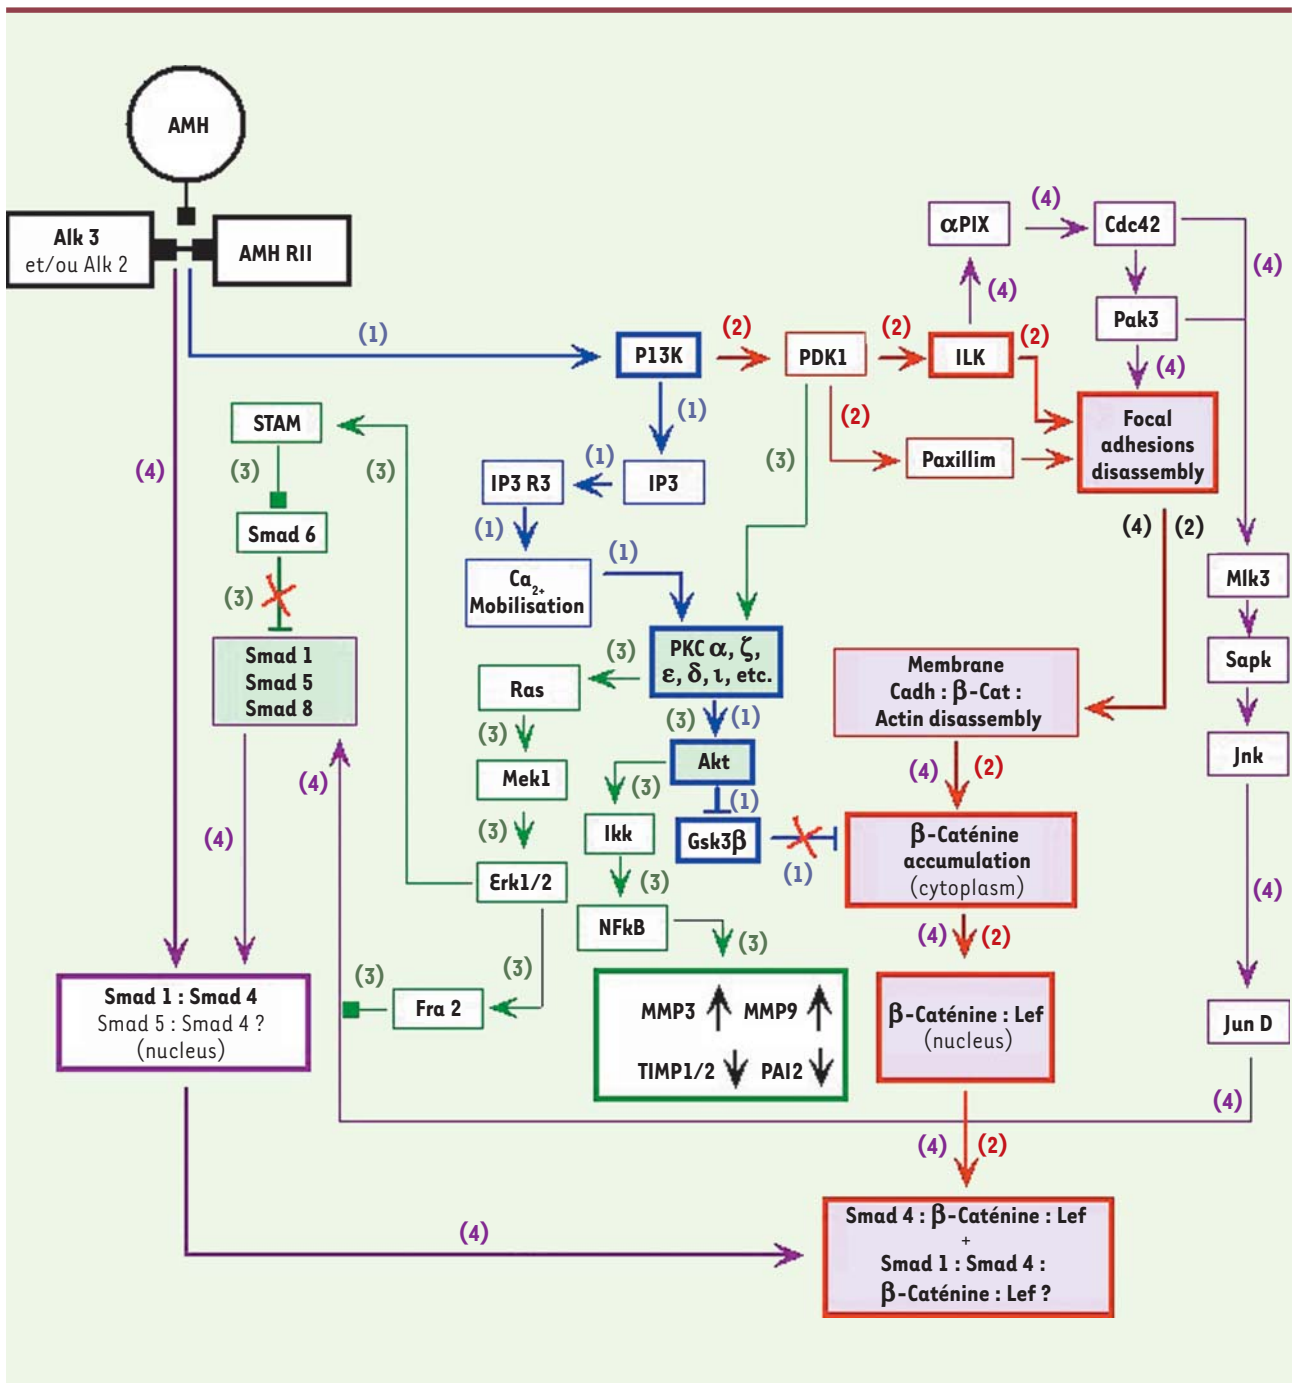 AMH
Alk 3
et/ou Alk 2
AMH RII
(1)
αPIX
(4)
Cdc42
(4)
(4)
Pak3
P13K
(2)
PDK1
(2)
ILK
(2)
(4)
(1)
STAM
(2)
Focal
adhesions
disassembly
(4)
(3)
(3)
(1)
(3)
Paxillim
IP3 R3
IP3
Smad 6
(1)
(1)
(4)
(2)
Ca2+
Mobilisation
Mlk3
(3)
Smad 1
Smad 5
Smad 8
(3)
PKC α, ζ,
ε, δ, ι, etc.
Membrane
Cadh : β-Cat :
Actin disassembly
Sapk
Ras
(3)
(3)
(1)
Akt
Jnk
(4)
Mek1
(3)
(1)
(4)
(2)
(4)
(3)
Ikk
Gsk3β
(1)
β-Caténine
accumulation
(cytoplasm)
Erk1/2
(3)
(4)
NFkB
(3)
(4)
(2)
(3)
(3)
Smad 1 : Smad 4
Smad 5 : Smad 4 ?
(nucleus)
Fra 2
MMP3
MMP9
TIMP1/2
PAI2
β-Caténine : Lef
(nucleus)
Jun D
(4)
(4)
(2)
(4)
Smad 4 : β-Caténine : Lef
+
Smad 1 : Smad 4 :
β-Caténine : Lef ?